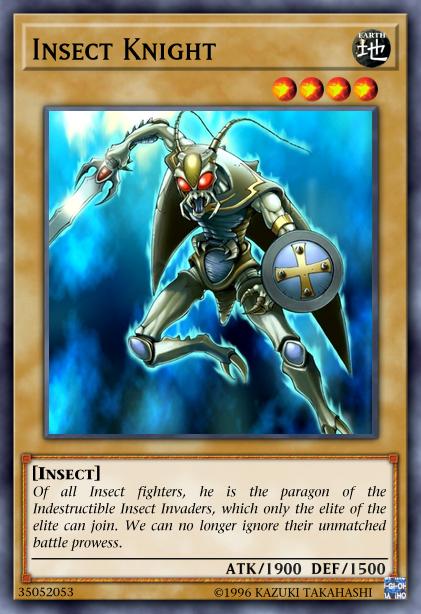 INSECT KNIGHT
EARTH
地
[INSECT]
Of all Insect fighters, he is the paragon of the
Indestructible Insect Invaders, which only the elite of the
elite can join. We can no longer ignore their unmatched
battle prowess.
ATK/1900 DEF/1500
35052053
©1996 KAZUKI TAKAHASHI